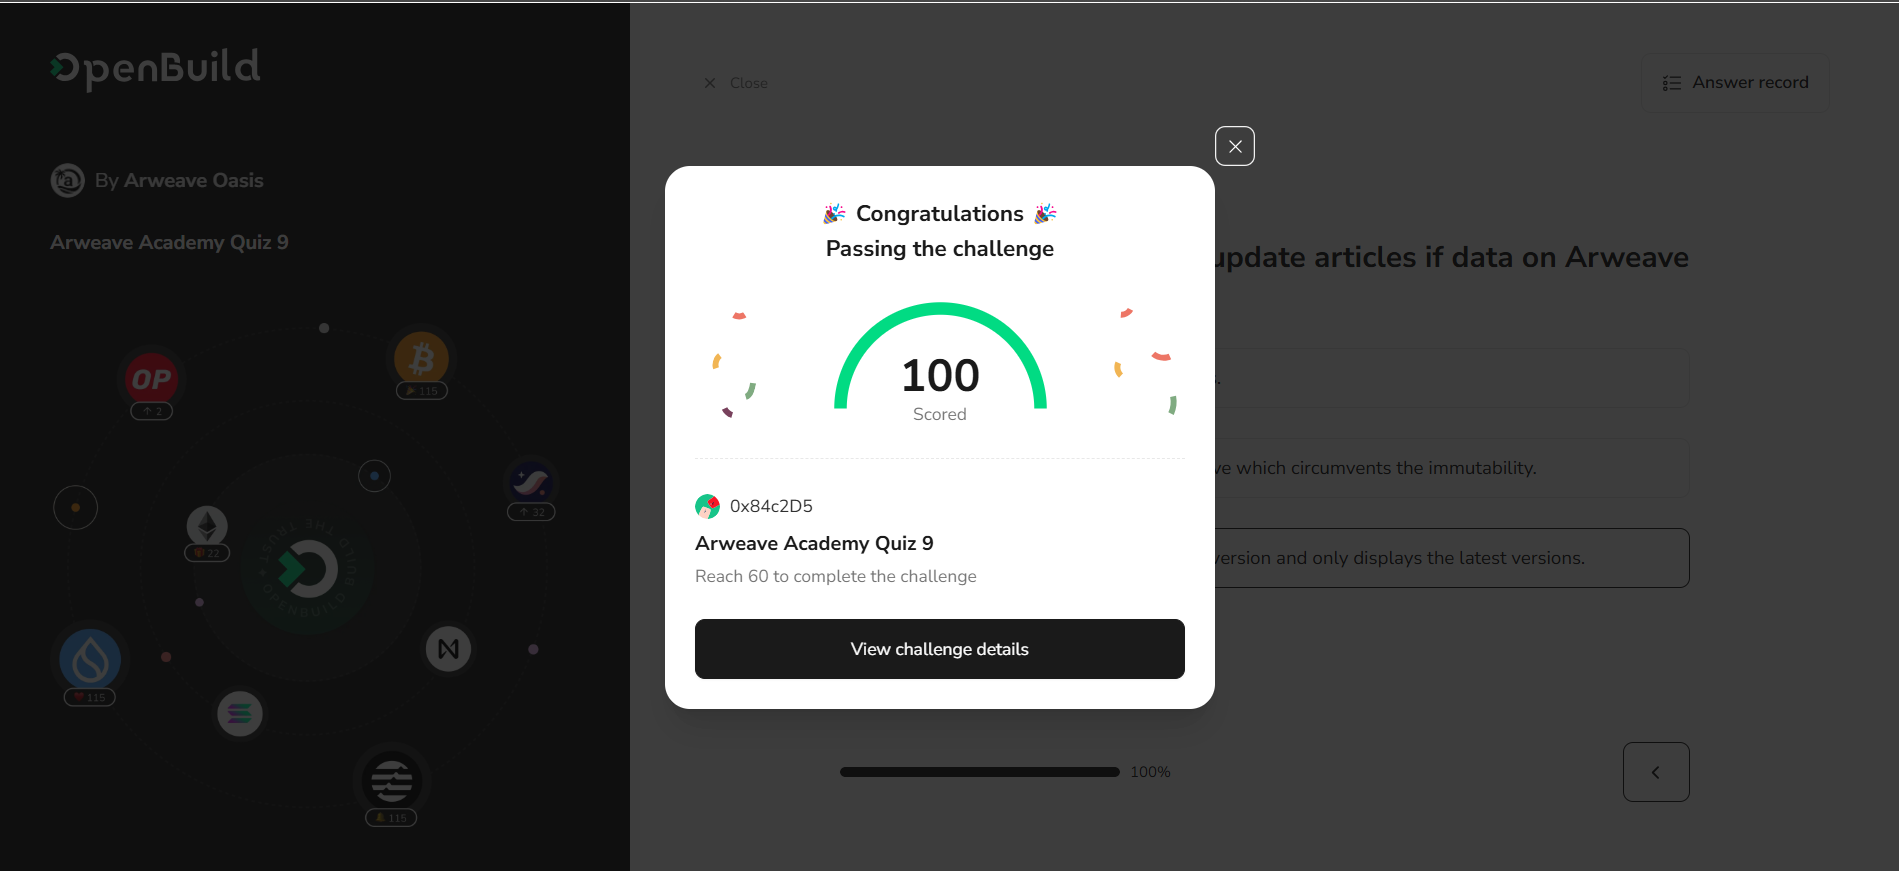 OpenBuild
By Arweave Oasis
Arweave Academy Quiz 9
OP
2
115
32
22
115
115
BUILD THE TRUST • OPENBUILD
Close
Answer record
update articles if data on Arweave
s.
ve which circumvents the immutability.
version and only displays the latest versions.
100%
🎉 Congratulations 🎉
Passing the challenge
100
Scored
0x84c2D5
Arweave Academy Quiz 9
Reach 60 to complete the challenge
View challenge details